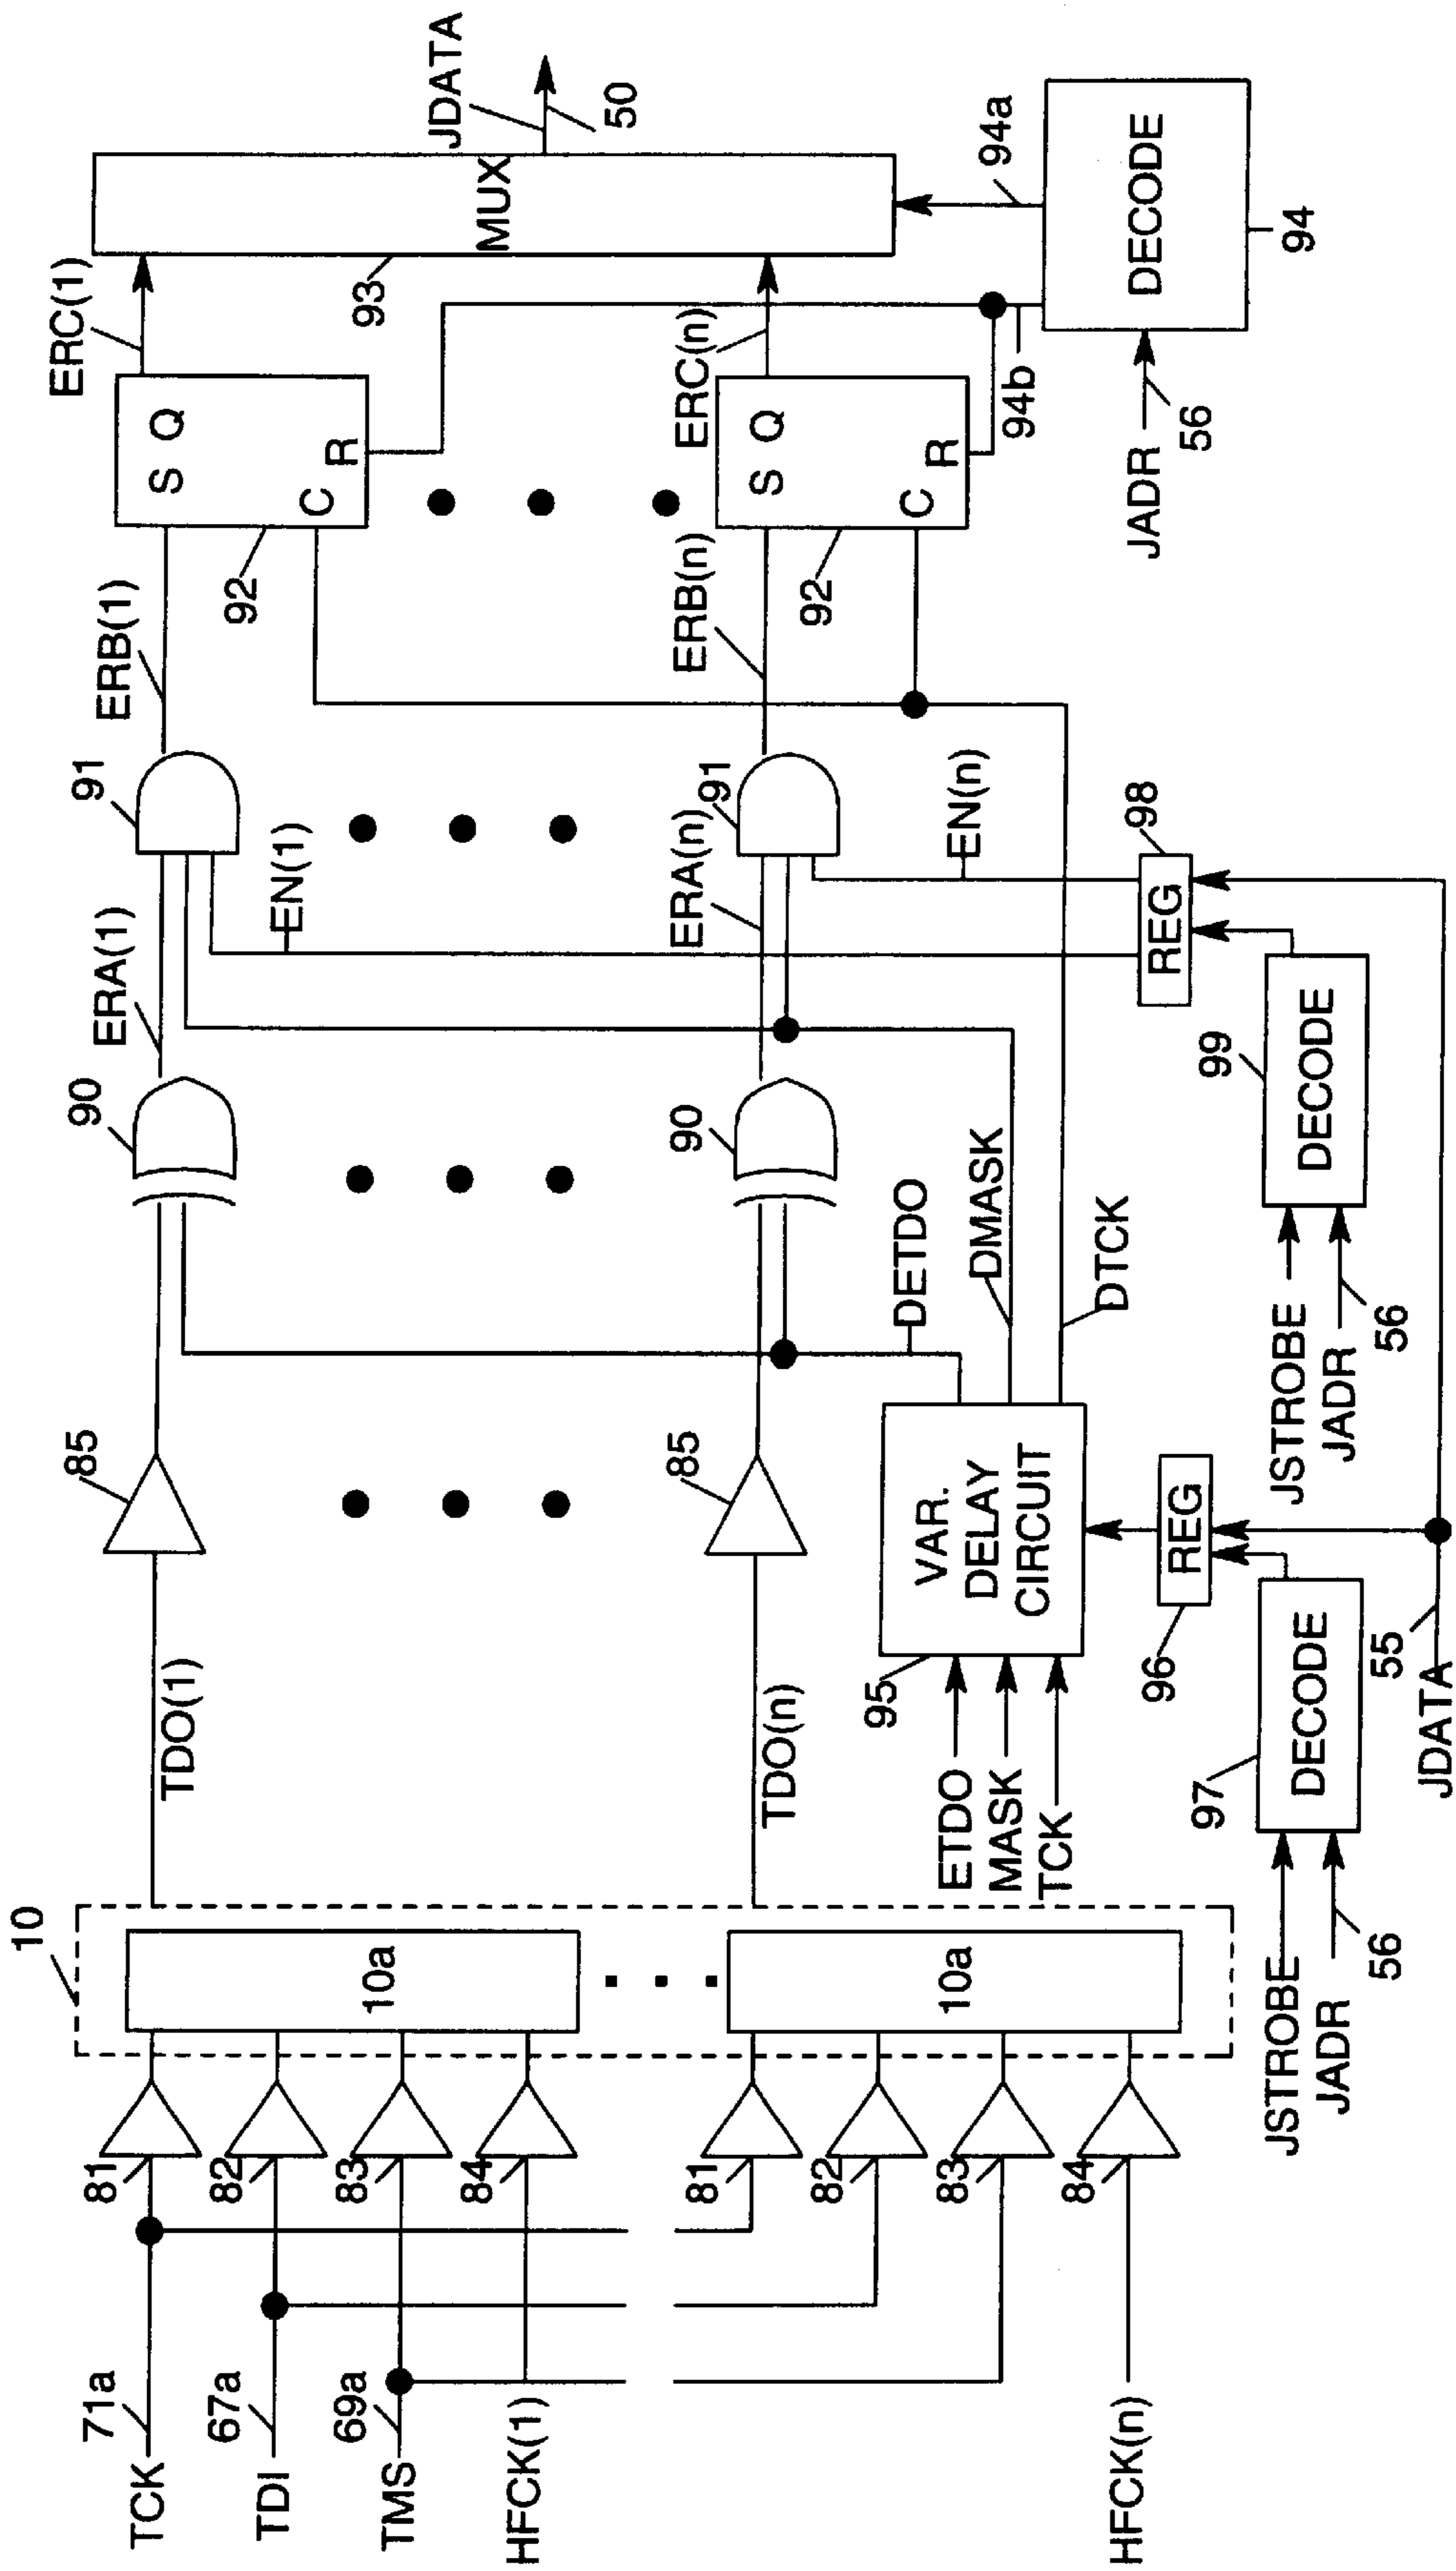 TCK
71a
TDI
67a
TMS
69a
HFCK(1)
HFCK(n)
81
82
83
84
81
82
83
84
10
10a
10a
TDO(1)
TDO(n)
85
85
ETDO
MASK
TCK
95
VAR.
DELAY
CIRCUIT
DETDO
DMASK
DTCK
JSTROBE
JADR
56
97
DECODE
96
REG
JDATA
55
JSTROBE
JADR
56
99
DECODE
98
REG
90
90
ERA(1)
ERA(n)
EN(1)
EN(n)
91
91
ERB(1)
ERB(n)
92
S Q
C
R
92
S Q
C
R
ERC(1)
ERC(n)
93
MUX
JDATA
50
94a
94b
JADR
56
DECODE
94